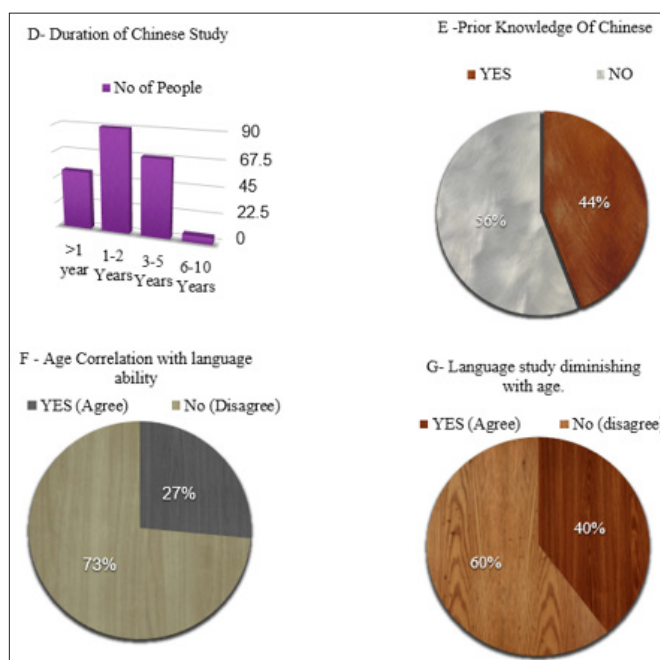 D- Duration of Chinese Study
No of People
90
67.5
45
22.5
0
>1
year
1-2
Years
3-5
Years
6-10
Years
E -Prior Knowledge Of Chinese
YES NO
44%
56%
F - Age Correlation with language
ability
YES (Agree) No (Disagree)
27%
73%
G- Language study diminishing
with age.
YES (Agree) No (disagree)
40%
60%